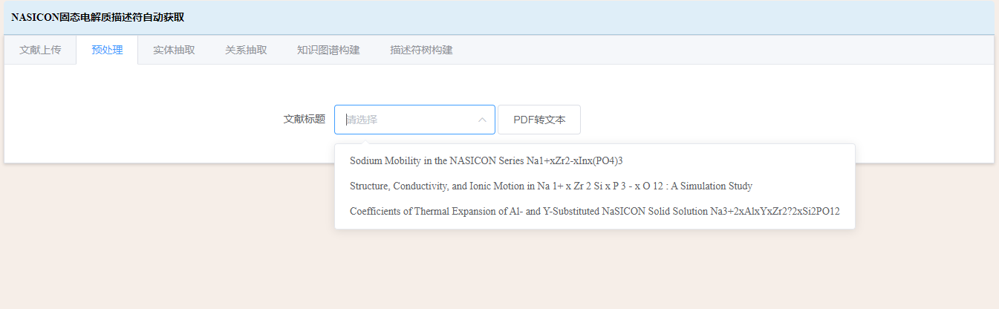 NASICON固态电解质描述符自动获取
文献上传 预处理 实体抽取 关系抽取 知识图谱构建 描述符树构建
文献标题 请选择 PDF转文本
Sodium Mobility in the NASICON Series Na1+xZr2-xInx(PO4)3
Structure, Conductivity, and Ionic Motion in Na 1+ x Zr 2 Si x P 3 - x O 12 : A Simulation Study
Coefficients of Thermal Expansion of Al- and Y-Substituted NaSICON Solid Solution Na3+2xAlxYxZr2?2xSi2PO12